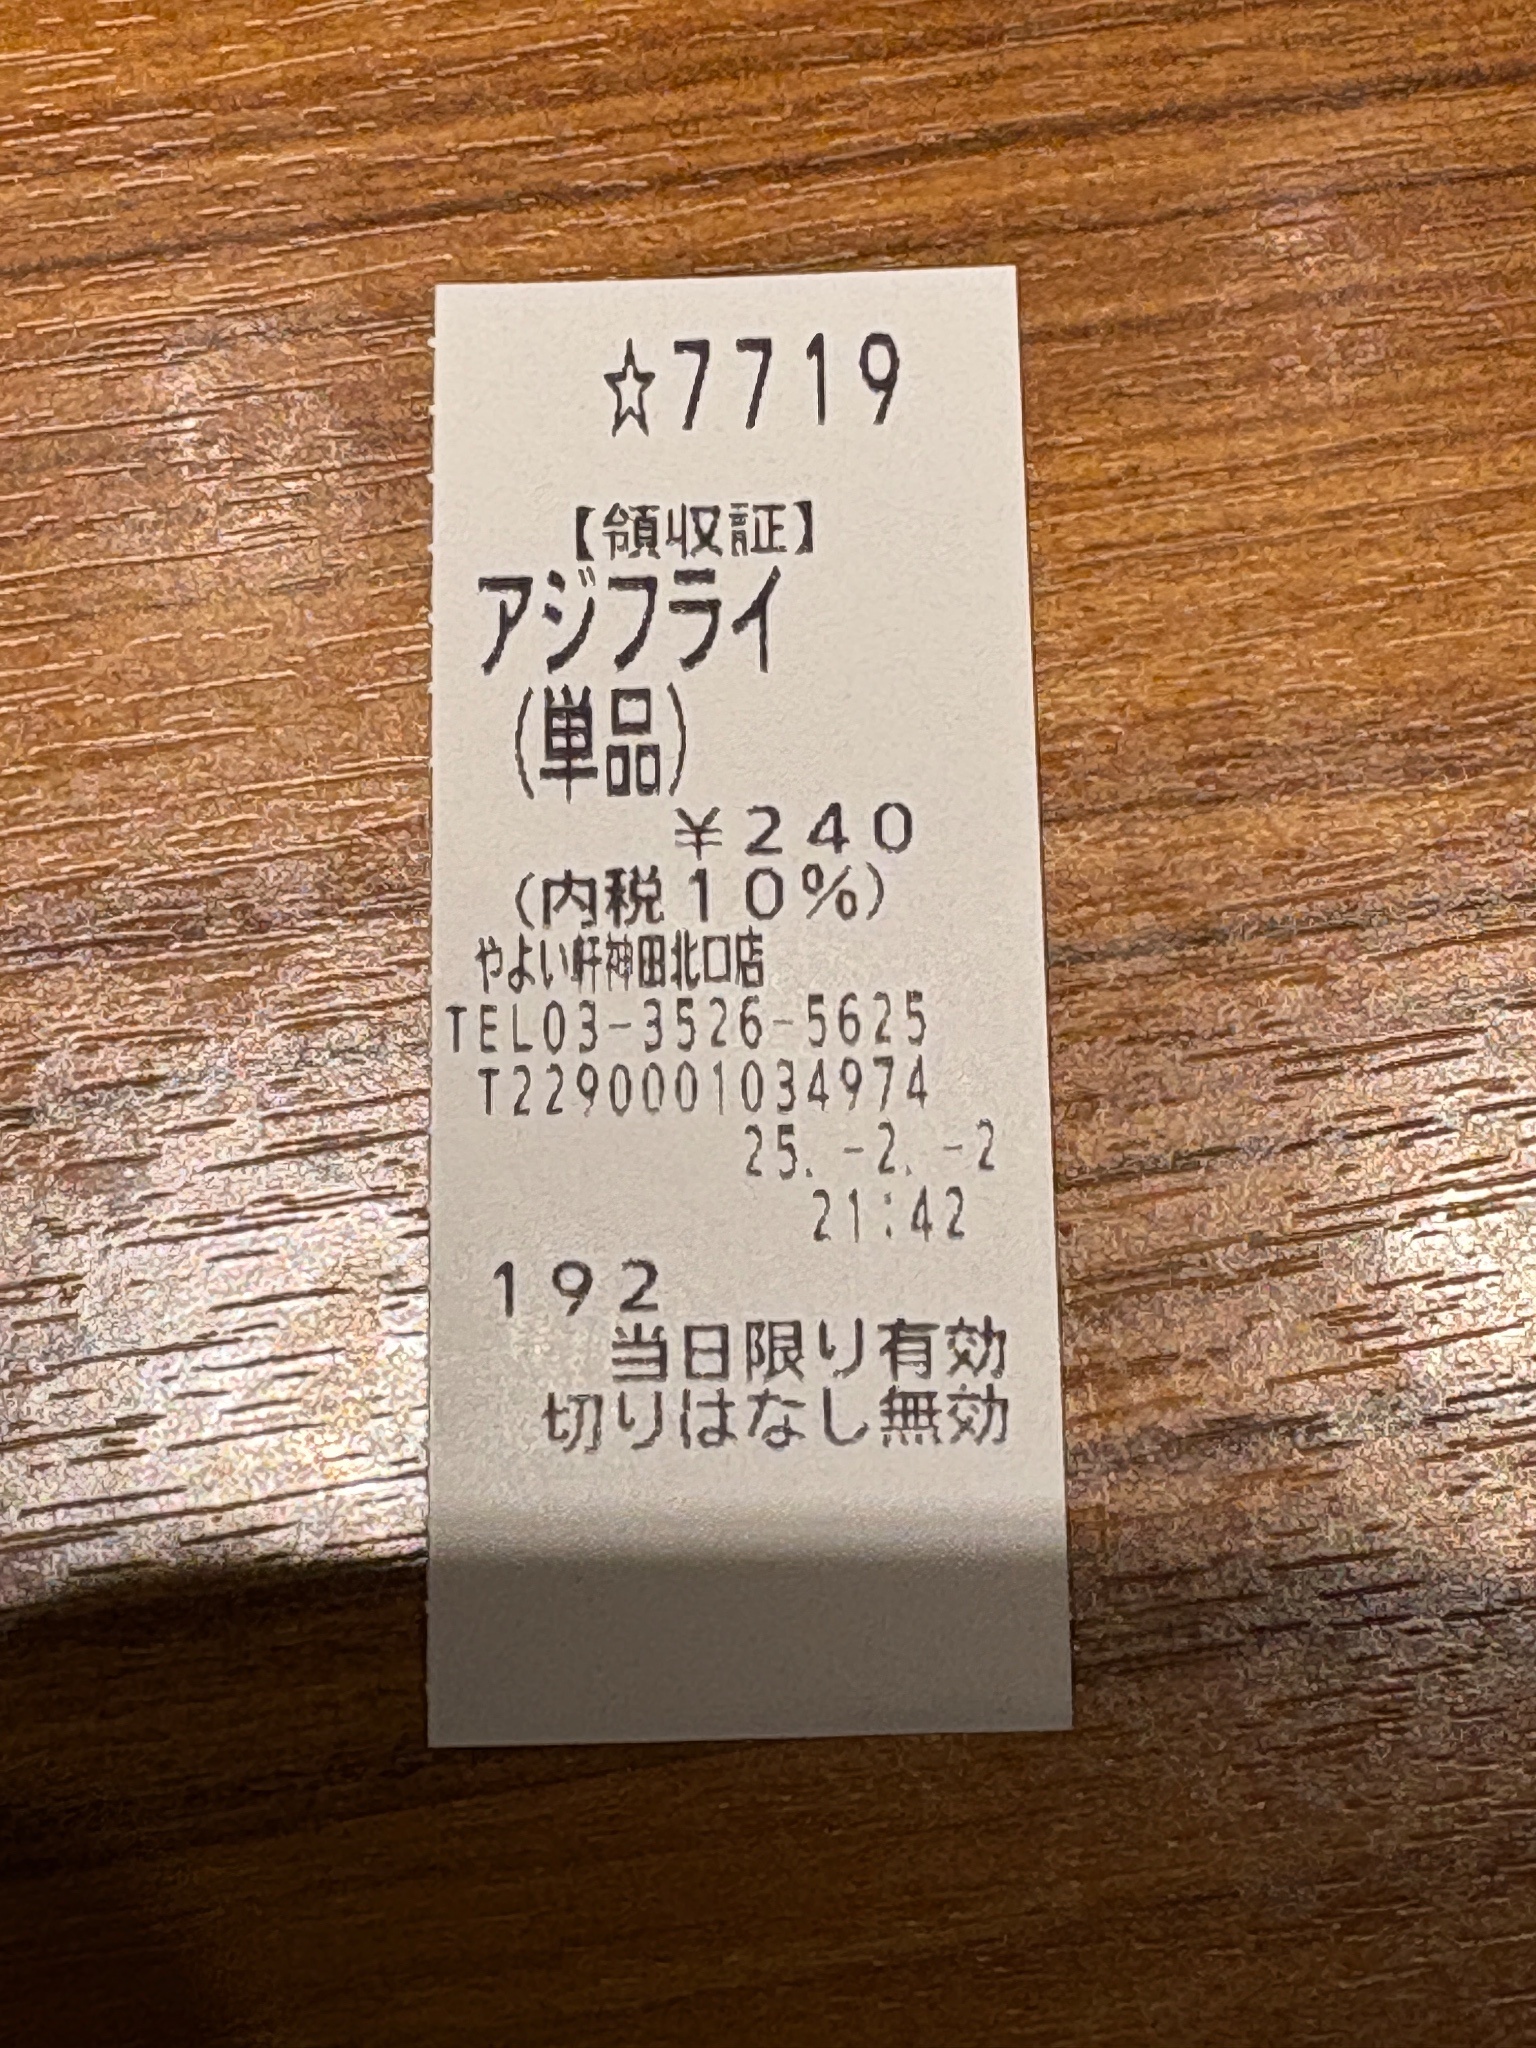 ☆7719
【領収証】
アジフライ
(単品)
¥240
(内税10%)
やよい軒神田北口店
TEL03-3526-5625
T2290001034974
25.-2.-2
21:42
192
当日限り有効
切りはなし無効